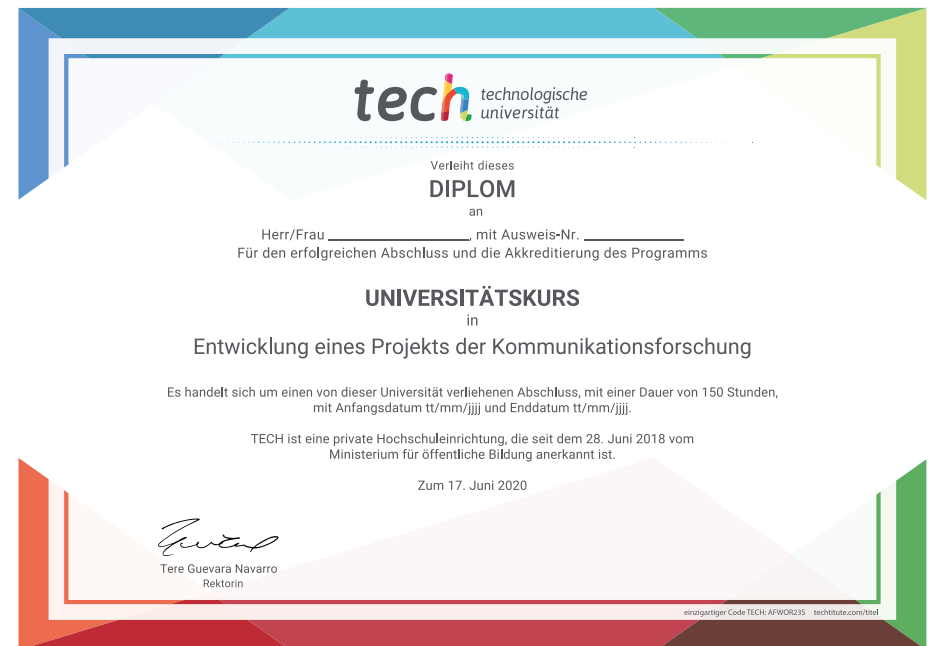 tech technologische
universität
Verleiht dieses
DIPLOM
an
Herr/Frau ____________, mit Ausweis-Nr. ____________
Für den erfolgreichen Abschluss und die Akkreditierung des Programms
UNIVERSITÄTSKURS
in
Entwicklung eines Projekts der Kommunikationsforschung
Es handelt sich um einen von dieser Universität verliehenen Abschluss, mit einer Dauer von 150 Stunden,
mit Anfangsdatum tt/mm/jjjj und Enddatum tt/mm/jjjj.
TECH ist eine private Hochschuleinrichtung, die seit dem 28. Juni 2018 vom
Ministerium für öffentliche Bildung anerkannt ist.
Zum 17. Juni 2020
Tere Guevara Navarro
Rektorin
einzigartiger Code TECH: AFWOR23S techtitute.com/titel